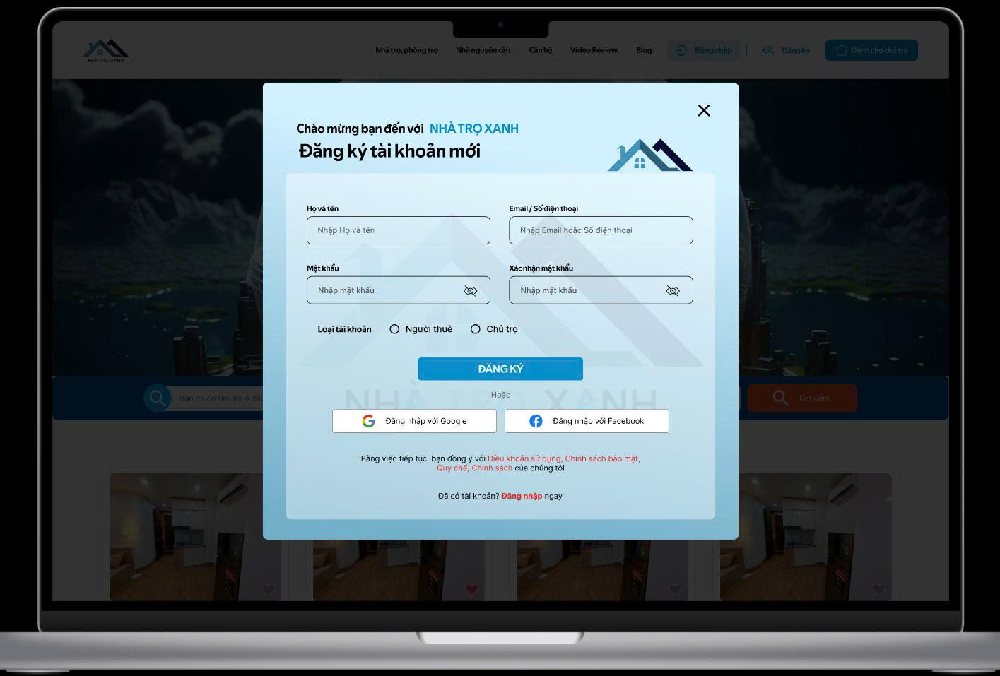 Nhà trọ, phòng trọ Nhà nguyên căn Căn hộ Video Review Blog Đăng nhập Đăng ký Dành cho chủ trọ
NHÀ TRỌ XANH
Chào mừng bạn đến với NHÀ TRỌ XANH
Đăng ký tài khoản mới
Họ và tên Email / Số điện thoại
Nhập Họ và tên Nhập Email hoặc Số điện thoại
Mật khẩu Xác nhận mật khẩu
Nhập mật khẩu Nhập mật khẩu
Loại tài khoản Người thuê Chủ trọ
ĐĂNG KÝ
Hoặc
NHÀ TRỌ XANH
Đăng nhập với Google Đăng nhập với Facebook
Bằng việc tiếp tục, bạn đồng ý với Điều khoản sử dụng, Chính sách bảo mật,
Quy chế, Chính sách của chúng tôi
Đã có tài khoản? Đăng nhập ngay
Bạn muốn tìm trọ ở đâu
Tìm kiếm